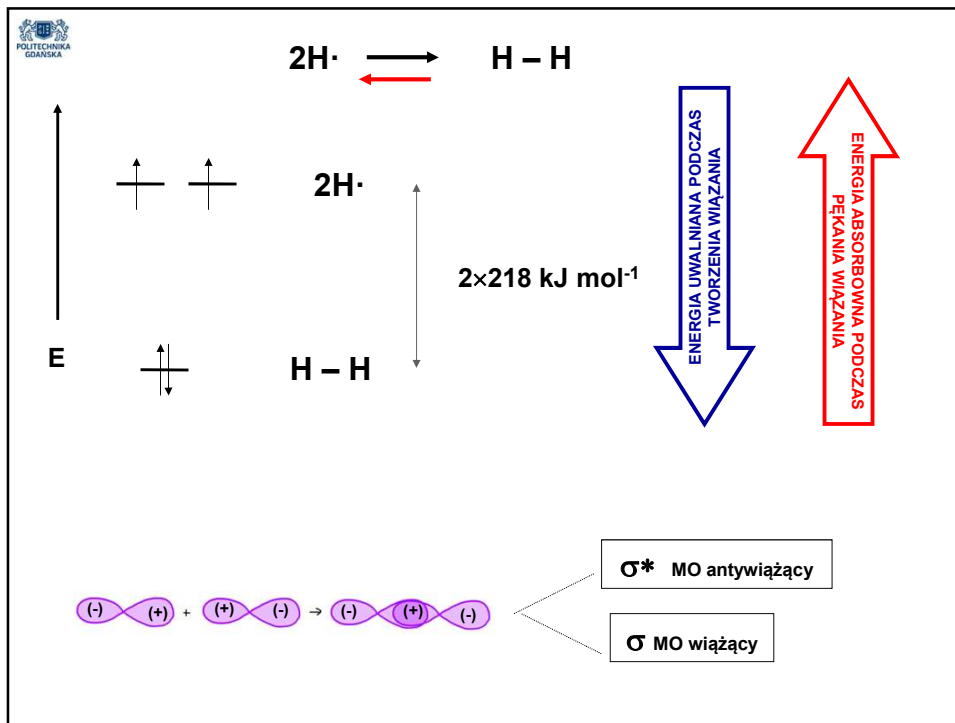 POLITECHNIKA
GDAŃSKA
2H· H – H
2H·
2×218 kJ mol-1
E
H – H
ENERGIA UWALNIANA PODCZAS
TWORZENIA WIĄZANIA
ENERGIA ABSORBOWNA PODCZAS
PĘKANIA WIĄZANIA
σ* MO antywiążący
(-) (+) + (+) (-) → (-) (+) (-)
σ MO wiążący